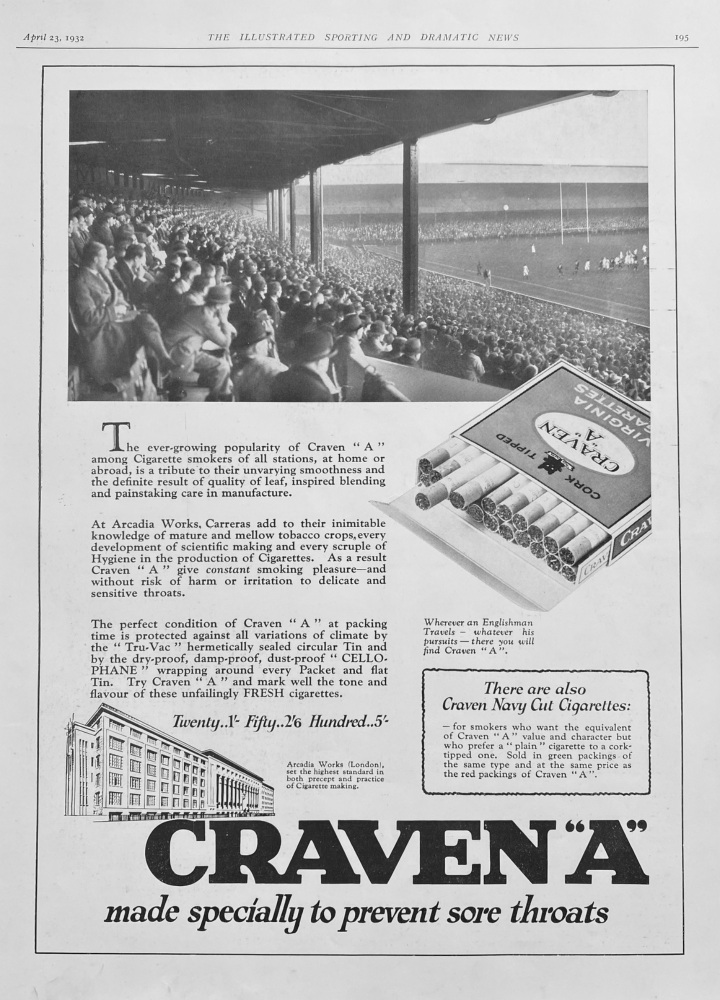 April 23, 1932
THE ILLUSTRATED SPORTING AND DRAMATIC NEWS
195
The ever-growing popularity of Craven “ A ”
among Cigarette smokers of all stations, at home or
abroad, is a tribute to their unvarying smoothness and
the definite result of quality of leaf, inspired blending
and painstaking care in manufacture.
At Arcadia Works, Carreras add to their inimitable
knowledge of mature and mellow tobacco crops, every
development of scientific making and every scruple of
Hygiene in the production of Cigarettes. As a result
Craven “ A ” give constant smoking pleasure—and
without risk of harm or irritation to delicate and
sensitive throats.
The perfect condition of Craven “ A ” at packing
time is protected against all variations of climate by
the “ Tru-Vac ” hermetically sealed circular Tin and
by the dry-proof, damp-proof, dust-proof “ CELLO-
PHANE ” wrapping around every Packet and flat
Tin. Try Craven “ A ” and mark well the tone and
flavour of these unfailingly FRESH cigarettes.
VIRGINIA
CIGARETTES
CRAVEN
"A"
CORK TIPPED
CRAV
CRAV
Wherever an Englishman
Travels – whatever his
pursuits — there you will
find Craven “A”.
Twenty..1/- Fifty..2/6 Hundred..5/-
Arcadia Works (London),
set the highest standard in
both precept and practice
of Cigarette making.
There are also
Craven Navy Cut Cigarettes:
— for smokers who want the equivalent
of Craven “A” value and character but
who prefer a “plain” cigarette to a cork-
tipped one. Sold in green packings of
the same type and at the same price as
the red packings of Craven “A”.
CRAVEN “A”
made specially to prevent sore throats